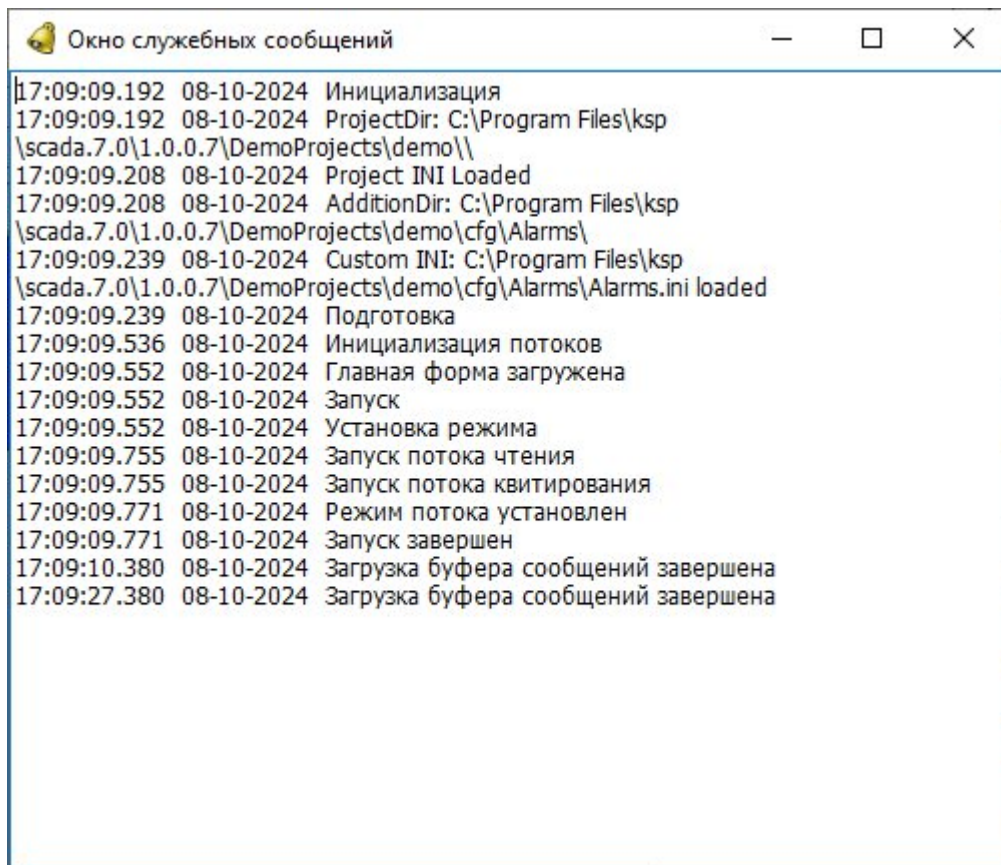 Окно служебных сообщений
17:09:09.192 08-10-2024 Инициализация
17:09:09.192 08-10-2024 ProjectDir: C:\Program Files\ksp
\scada.7.0\1.0.0.7\DemoProjects\demo\\
17:09:09.208 08-10-2024 Project INI Loaded
17:09:09.208 08-10-2024 AdditionDir: C:\Program Files\ksp
\scada.7.0\1.0.0.7\DemoProjects\demo\cfg\Alarms\
17:09:09.239 08-10-2024 Custom INI: C:\Program Files\ksp
\scada.7.0\1.0.0.7\DemoProjects\demo\cfg\Alarms\Alarms.ini loaded
17:09:09.239 08-10-2024 Подготовка
17:09:09.536 08-10-2024 Инициализация потоков
17:09:09.552 08-10-2024 Главная форма загружена
17:09:09.552 08-10-2024 Запуск
17:09:09.552 08-10-2024 Установка режима
17:09:09.755 08-10-2024 Запуск потока чтения
17:09:09.755 08-10-2024 Запуск потока квитирования
17:09:09.771 08-10-2024 Режим потока установлен
17:09:09.771 08-10-2024 Запуск завершен
17:09:10.380 08-10-2024 Загрузка буфера сообщений завершена
17:09:27.380 08-10-2024 Загрузка буфера сообщений завершена